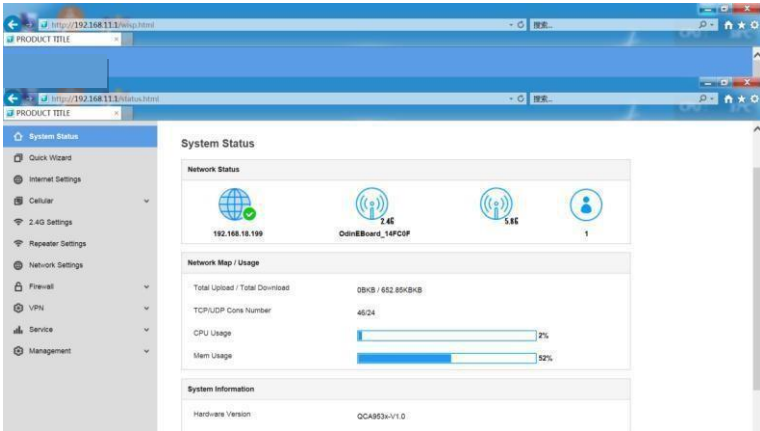 http://192.168.11.1/wisp.html
搜索...
PRODUCT TITLE
http://192.168.11.1/status.html
搜索...
PRODUCT TITLE
System Status
Quick Wizard
Internet Settings
Cellular
2.4G Settings
Repeater Settings
Network Settings
Firewall
VPN
Service
Management
System Status
Network Status
2.4G
5.8G
192.168.18.199
OdinEBoard_14FC0F
1
Network Map / Usage
Total Upload / Total Download
0BKB / 652.85KBKB
TCP/UDP Cons Number
46/24
CPU Usage
2%
Mem Usage
52%
System Information
Hardware Version
QCA953x-V1.0